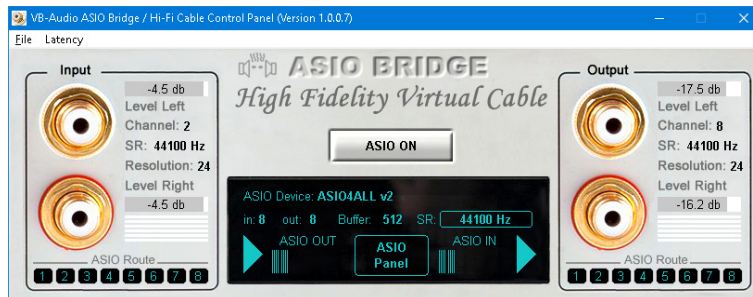 VB-Audio ASIO Bridge / Hi-Fi Cable Control Panel (Version 1.0.0.7)
File Latency
Input
-4.5 db
Level Left
Channel: 2
SR: 44100 Hz
Resolution: 24
Level Right
-4.5 db
ASIO Route
1 2 3 4 5 6 7 8
ASIO BRIDGE
High Fidelity Virtual Cable
ASIO ON
ASIO Device: ASIO4ALL v2
in: 8 out: 8 Buffer: 512 SR: 44100 Hz
ASIO OUT
ASIO
Panel
ASIO IN
Output
-17.5 db
Level Left
Channel: 8
SR: 44100 Hz
Resolution: 24
Level Right
-16.2 db
ASIO Route
1 2 3 4 5 6 7 8